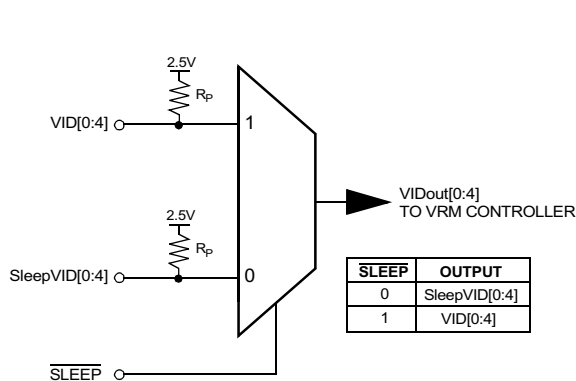 2.5V
RP
VID[0:4]
1
VIDout[0:4]
TO VRM CONTROLLER
2.5V
RP
SleepVID[0:4]
0
SLEEP OUTPUT
0 SleepVID[0:4]
1 VID[0:4]
SLEEP